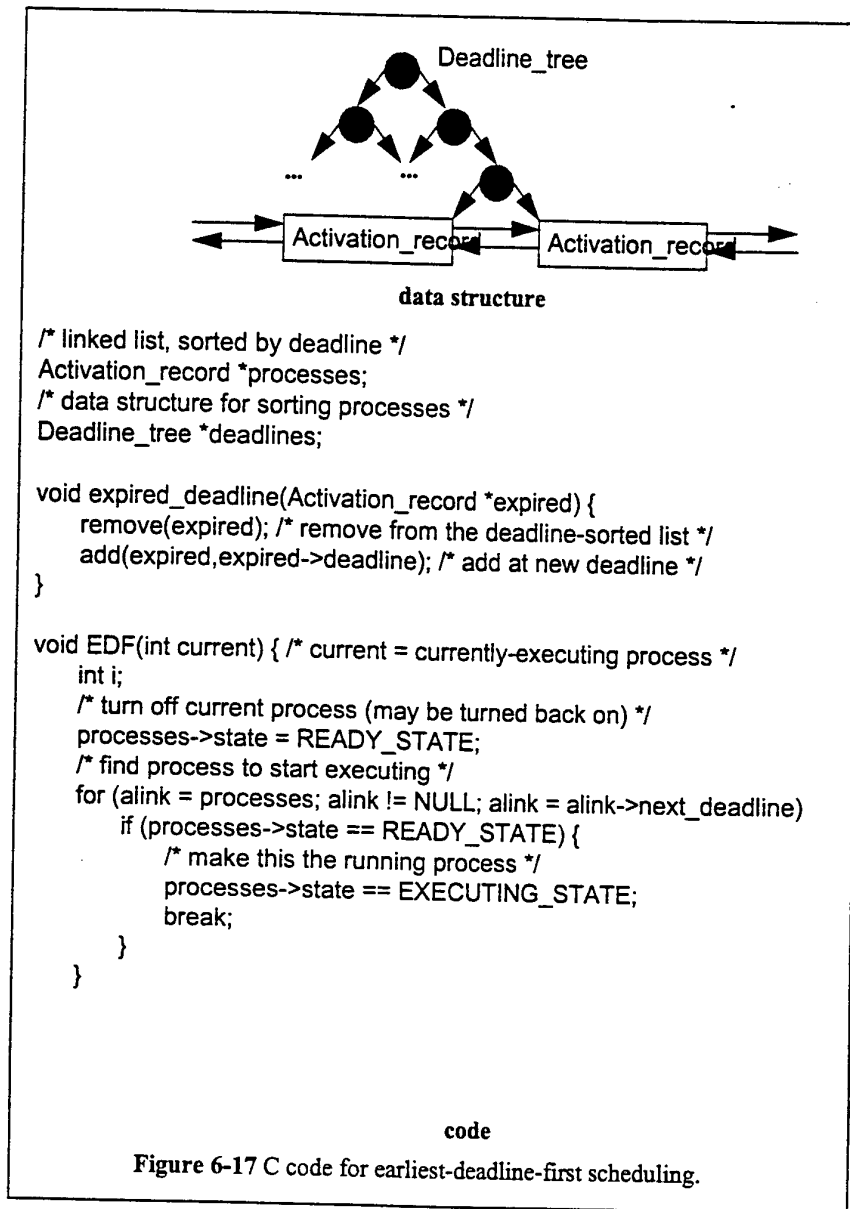 Deadline_tree
... ...
Activation_record Activation_record
data structure
/* linked list, sorted by deadline */
Activation_record *processes;
/* data structure for sorting processes */
Deadline_tree *deadlines;
void expired_deadline(Activation_record *expired) {
remove(expired); /* remove from the deadline-sorted list */
add(expired,expired->deadline); /* add at new deadline */
}
void EDF(int current) { /* current = currently-executing process */
int i;
/* turn off current process (may be turned back on) */
processes->state = READY_STATE;
/* find process to start executing */
for (alink = processes; alink != NULL; alink = alink->next_deadline)
if (processes->state == READY_STATE) {
/* make this the running process */
processes->state == EXECUTING_STATE;
break;
}
}
code
Figure 6-17 C code for earliest-deadline-first scheduling.